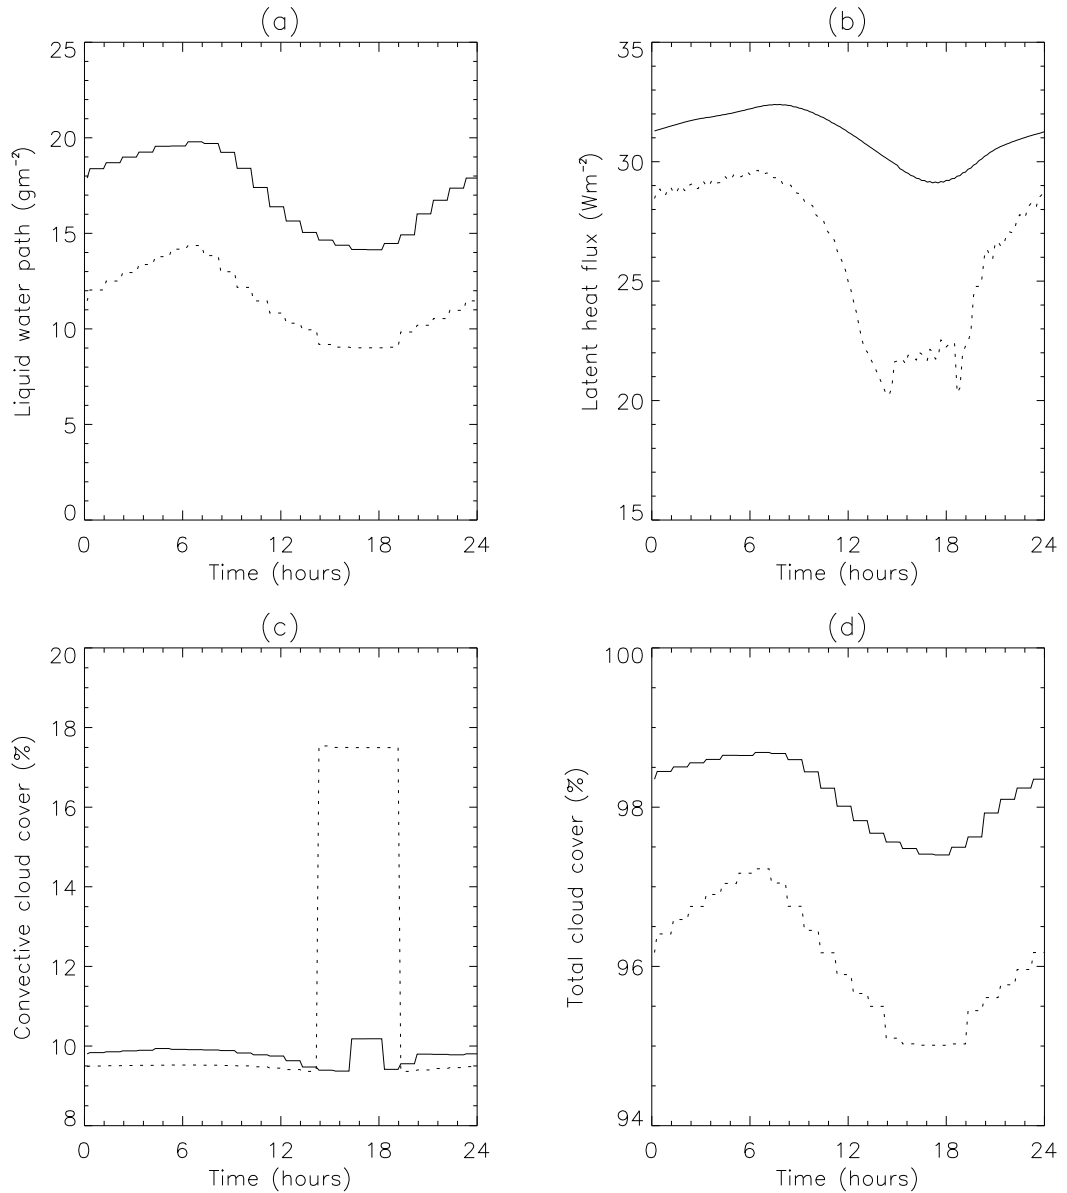 (a)
25
20
15
10
5
0
Liquid water path (gm⁻²)
0 6 12 18 24
Time (hours)
(b)
35
30
25
20
15
Latent heat flux (Wm⁻²)
0 6 12 18 24
Time (hours)
(c)
20
18
16
14
12
10
8
Convective cloud cover (%)
0 6 12 18 24
Time (hours)
(d)
100
98
96
94
Total cloud cover (%)
0 6 12 18 24
Time (hours)